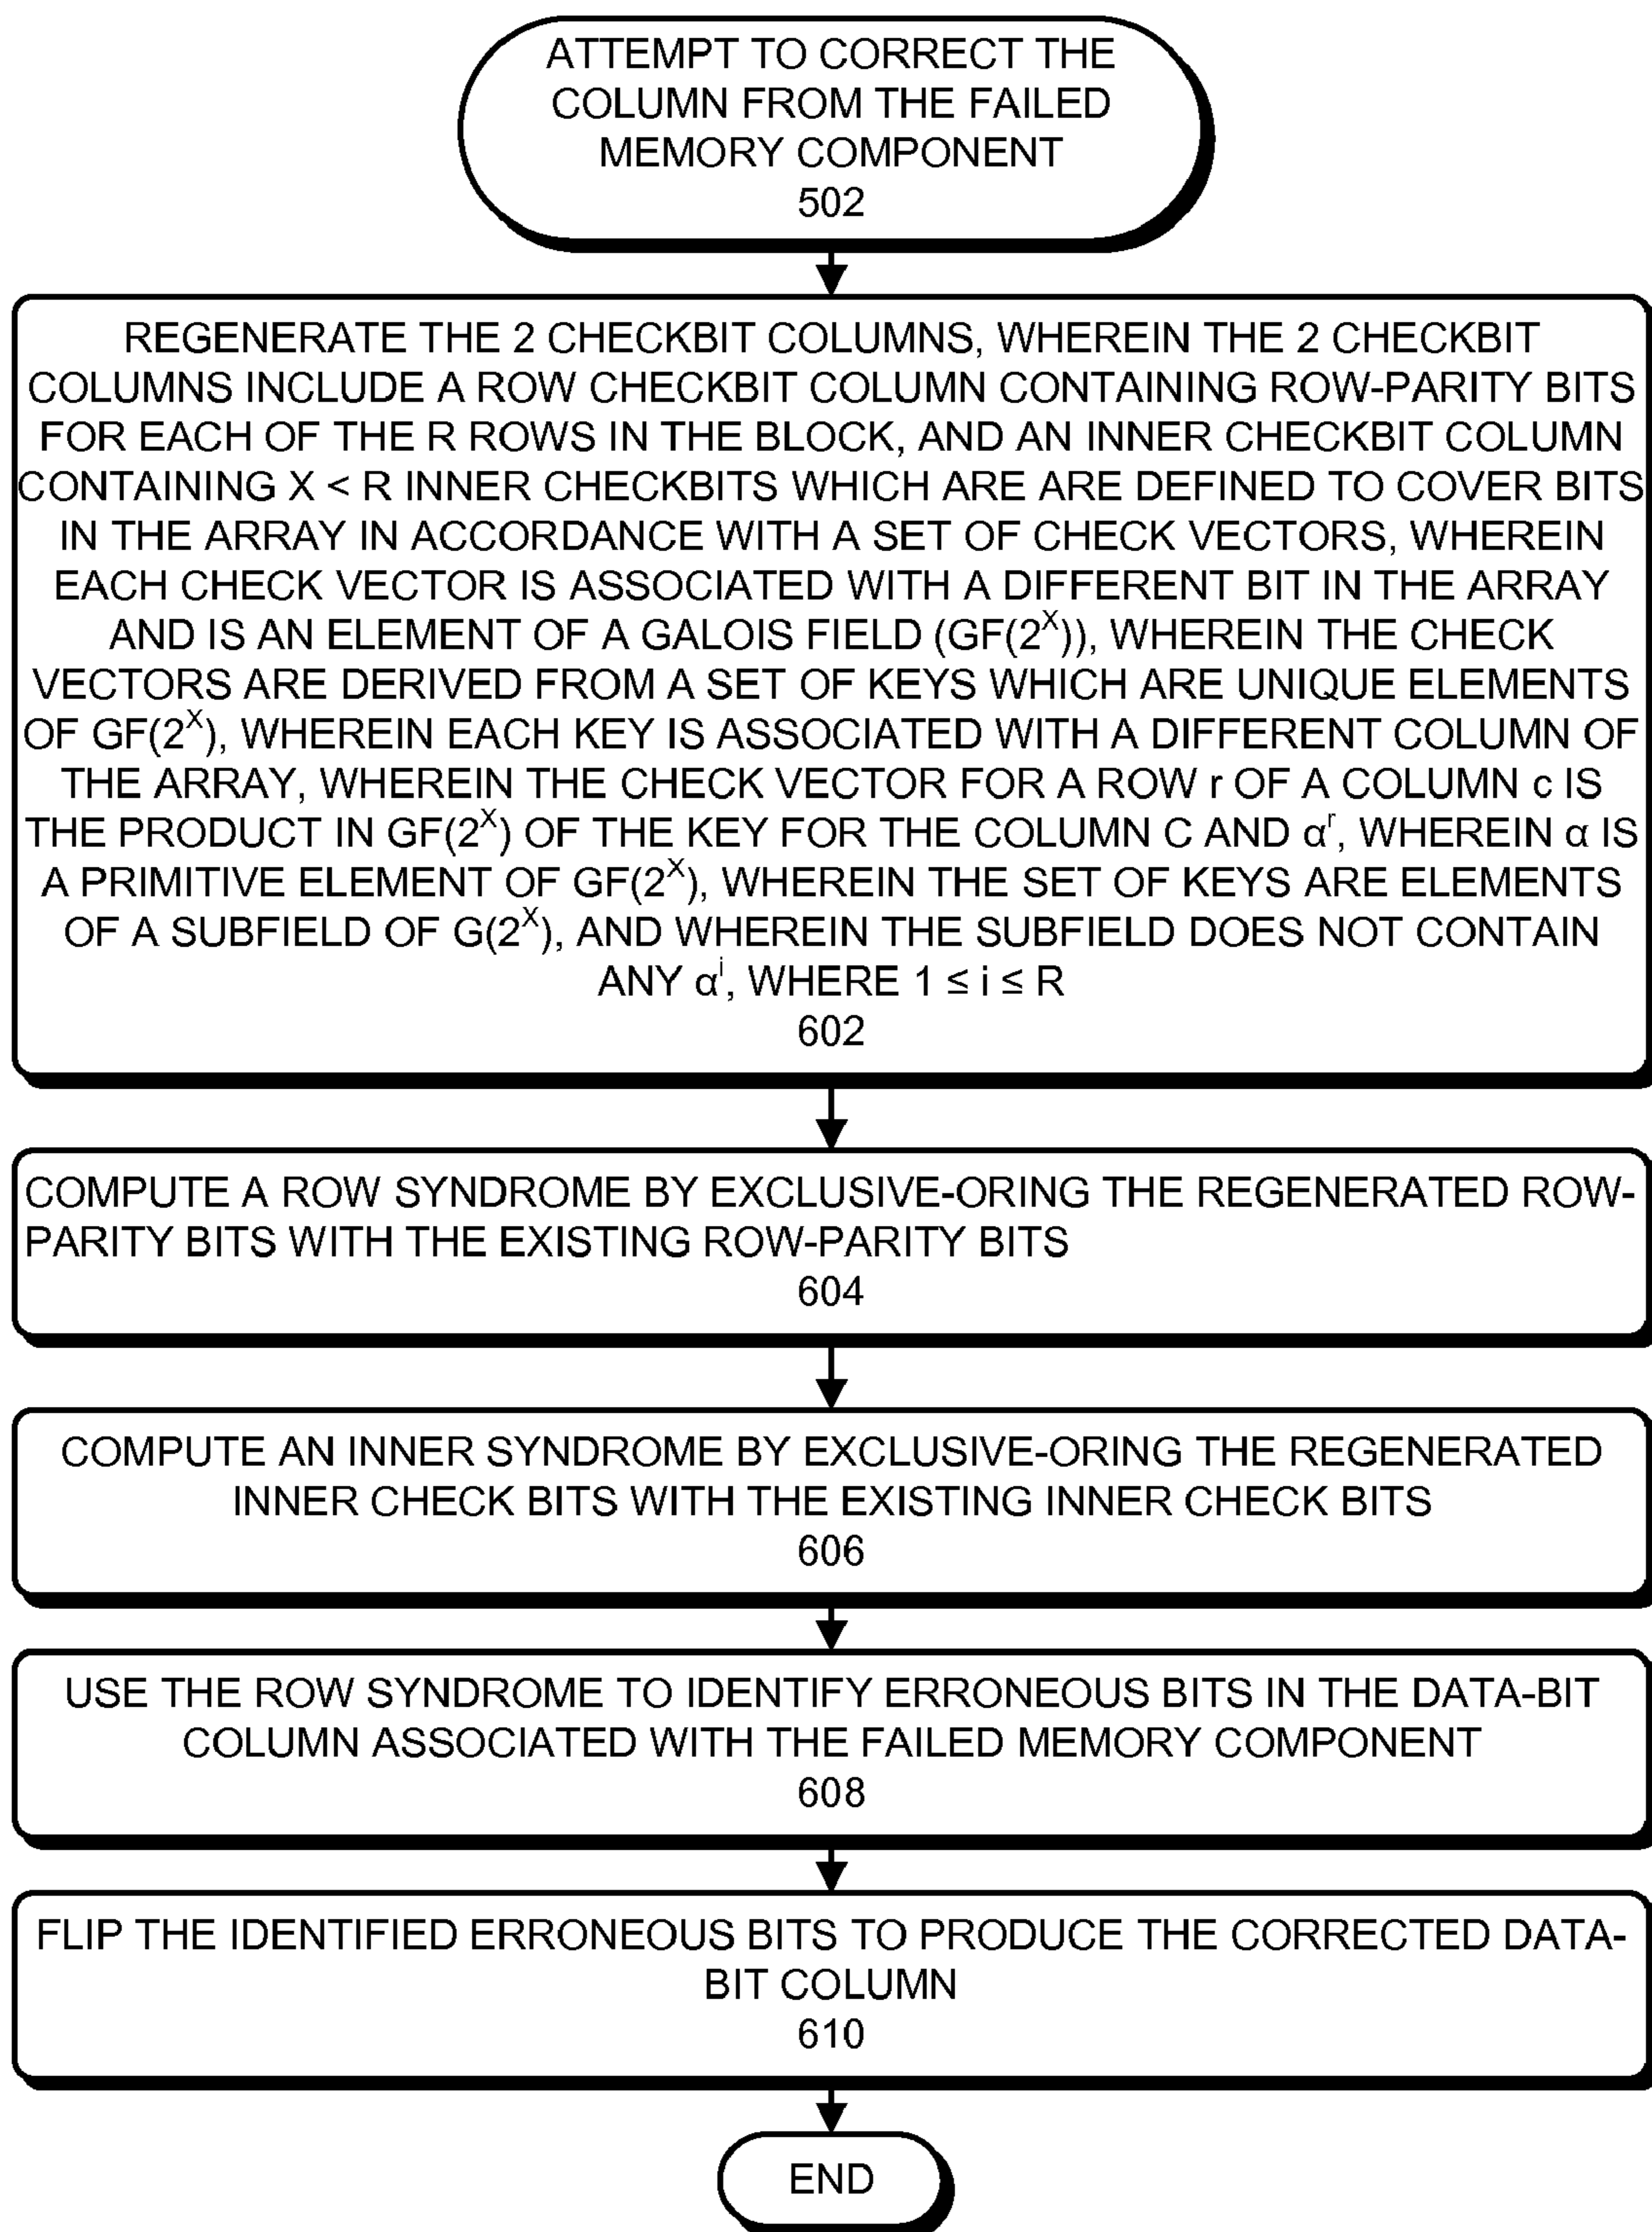 ATTEMPT TO CORRECT THE
COLUMN FROM THE FAILED
MEMORY COMPONENT
502
REGENERATE THE 2 CHECKBIT COLUMNS, WHEREIN THE 2 CHECKBIT
COLUMNS INCLUDE A ROW CHECKBIT COLUMN CONTAINING ROW-PARITY BITS
FOR EACH OF THE R ROWS IN THE BLOCK, AND AN INNER CHECKBIT COLUMN
CONTAINING X < R INNER CHECKBITS WHICH ARE ARE DEFINED TO COVER BITS
IN THE ARRAY IN ACCORDANCE WITH A SET OF CHECK VECTORS, WHEREIN
EACH CHECK VECTOR IS ASSOCIATED WITH A DIFFERENT BIT IN THE ARRAY
AND IS AN ELEMENT OF A GALOIS FIELD (GF(2^X)), WHEREIN THE CHECK
VECTORS ARE DERIVED FROM A SET OF KEYS WHICH ARE UNIQUE ELEMENTS
OF GF(2^X), WHEREIN EACH KEY IS ASSOCIATED WITH A DIFFERENT COLUMN OF
THE ARRAY, WHEREIN THE CHECK VECTOR FOR A ROW r OF A COLUMN c IS
THE PRODUCT IN GF(2^X) OF THE KEY FOR THE COLUMN C AND α^r, WHEREIN α IS
A PRIMITIVE ELEMENT OF GF(2^X), WHEREIN THE SET OF KEYS ARE ELEMENTS
OF A SUBFIELD OF G(2^X), AND WHEREIN THE SUBFIELD DOES NOT CONTAIN
ANY α^i, WHERE 1 ≤ i ≤ R
602
COMPUTE A ROW SYNDROME BY EXCLUSIVE-ORING THE REGENERATED ROW-
PARITY BITS WITH THE EXISTING ROW-PARITY BITS
604
COMPUTE AN INNER SYNDROME BY EXCLUSIVE-ORING THE REGENERATED
INNER CHECK BITS WITH THE EXISTING INNER CHECK BITS
606
USE THE ROW SYNDROME TO IDENTIFY ERRONEOUS BITS IN THE DATA-BIT
COLUMN ASSOCIATED WITH THE FAILED MEMORY COMPONENT
608
FLIP THE IDENTIFIED ERRONEOUS BITS TO PRODUCE THE CORRECTED DATA-
BIT COLUMN
610
END